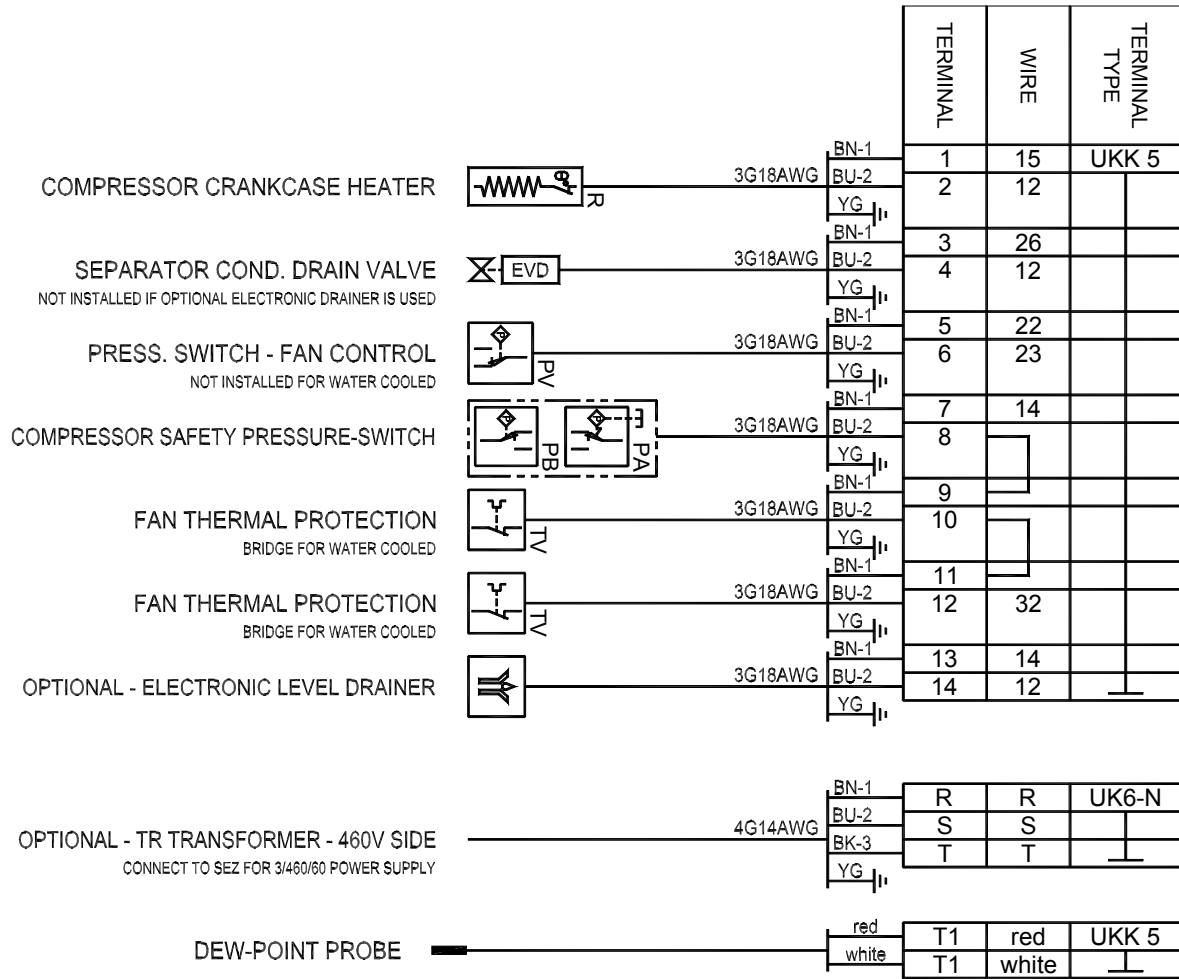 TERMINAL WIRE TERMINAL TYPE
COMPRESSOR CRANKCASE HEATER R 3G18AWG BN-1 1 15 UKK 5
BU-2 2 12
YG
SEPARATOR COND. DRAIN VALVE EVD 3G18AWG BN-1 3 26
NOT INSTALLED IF OPTIONAL ELECTRONIC DRAINER IS USED BU-2 4 12
YG
PRESS. SWITCH - FAN CONTROL P PV 3G18AWG BN-1 5 22
NOT INSTALLED FOR WATER COOLED BU-2 6 23
YG
COMPRESSOR SAFETY PRESSURE-SWITCH P PB P PA 3G18AWG BN-1 7 14
BU-2 8
YG
FAN THERMAL PROTECTION TV 3G18AWG BN-1 9
BRIDGE FOR WATER COOLED BU-2 10
YG
FAN THERMAL PROTECTION TV 3G18AWG BN-1 11
BRIDGE FOR WATER COOLED BU-2 12 32
YG
OPTIONAL - ELECTRONIC LEVEL DRAINER 3G18AWG BN-1 13 14
BU-2 14 12
YG
OPTIONAL - TR TRANSFORMER - 460V SIDE 4G14AWG BN-1 R R UK6-N
CONNECT TO SEZ FOR 3/460/60 POWER SUPPLY BU-2 S S
BK-3 T T
YG
DEW-POINT PROBE red T1 red UKK 5
white T1 white